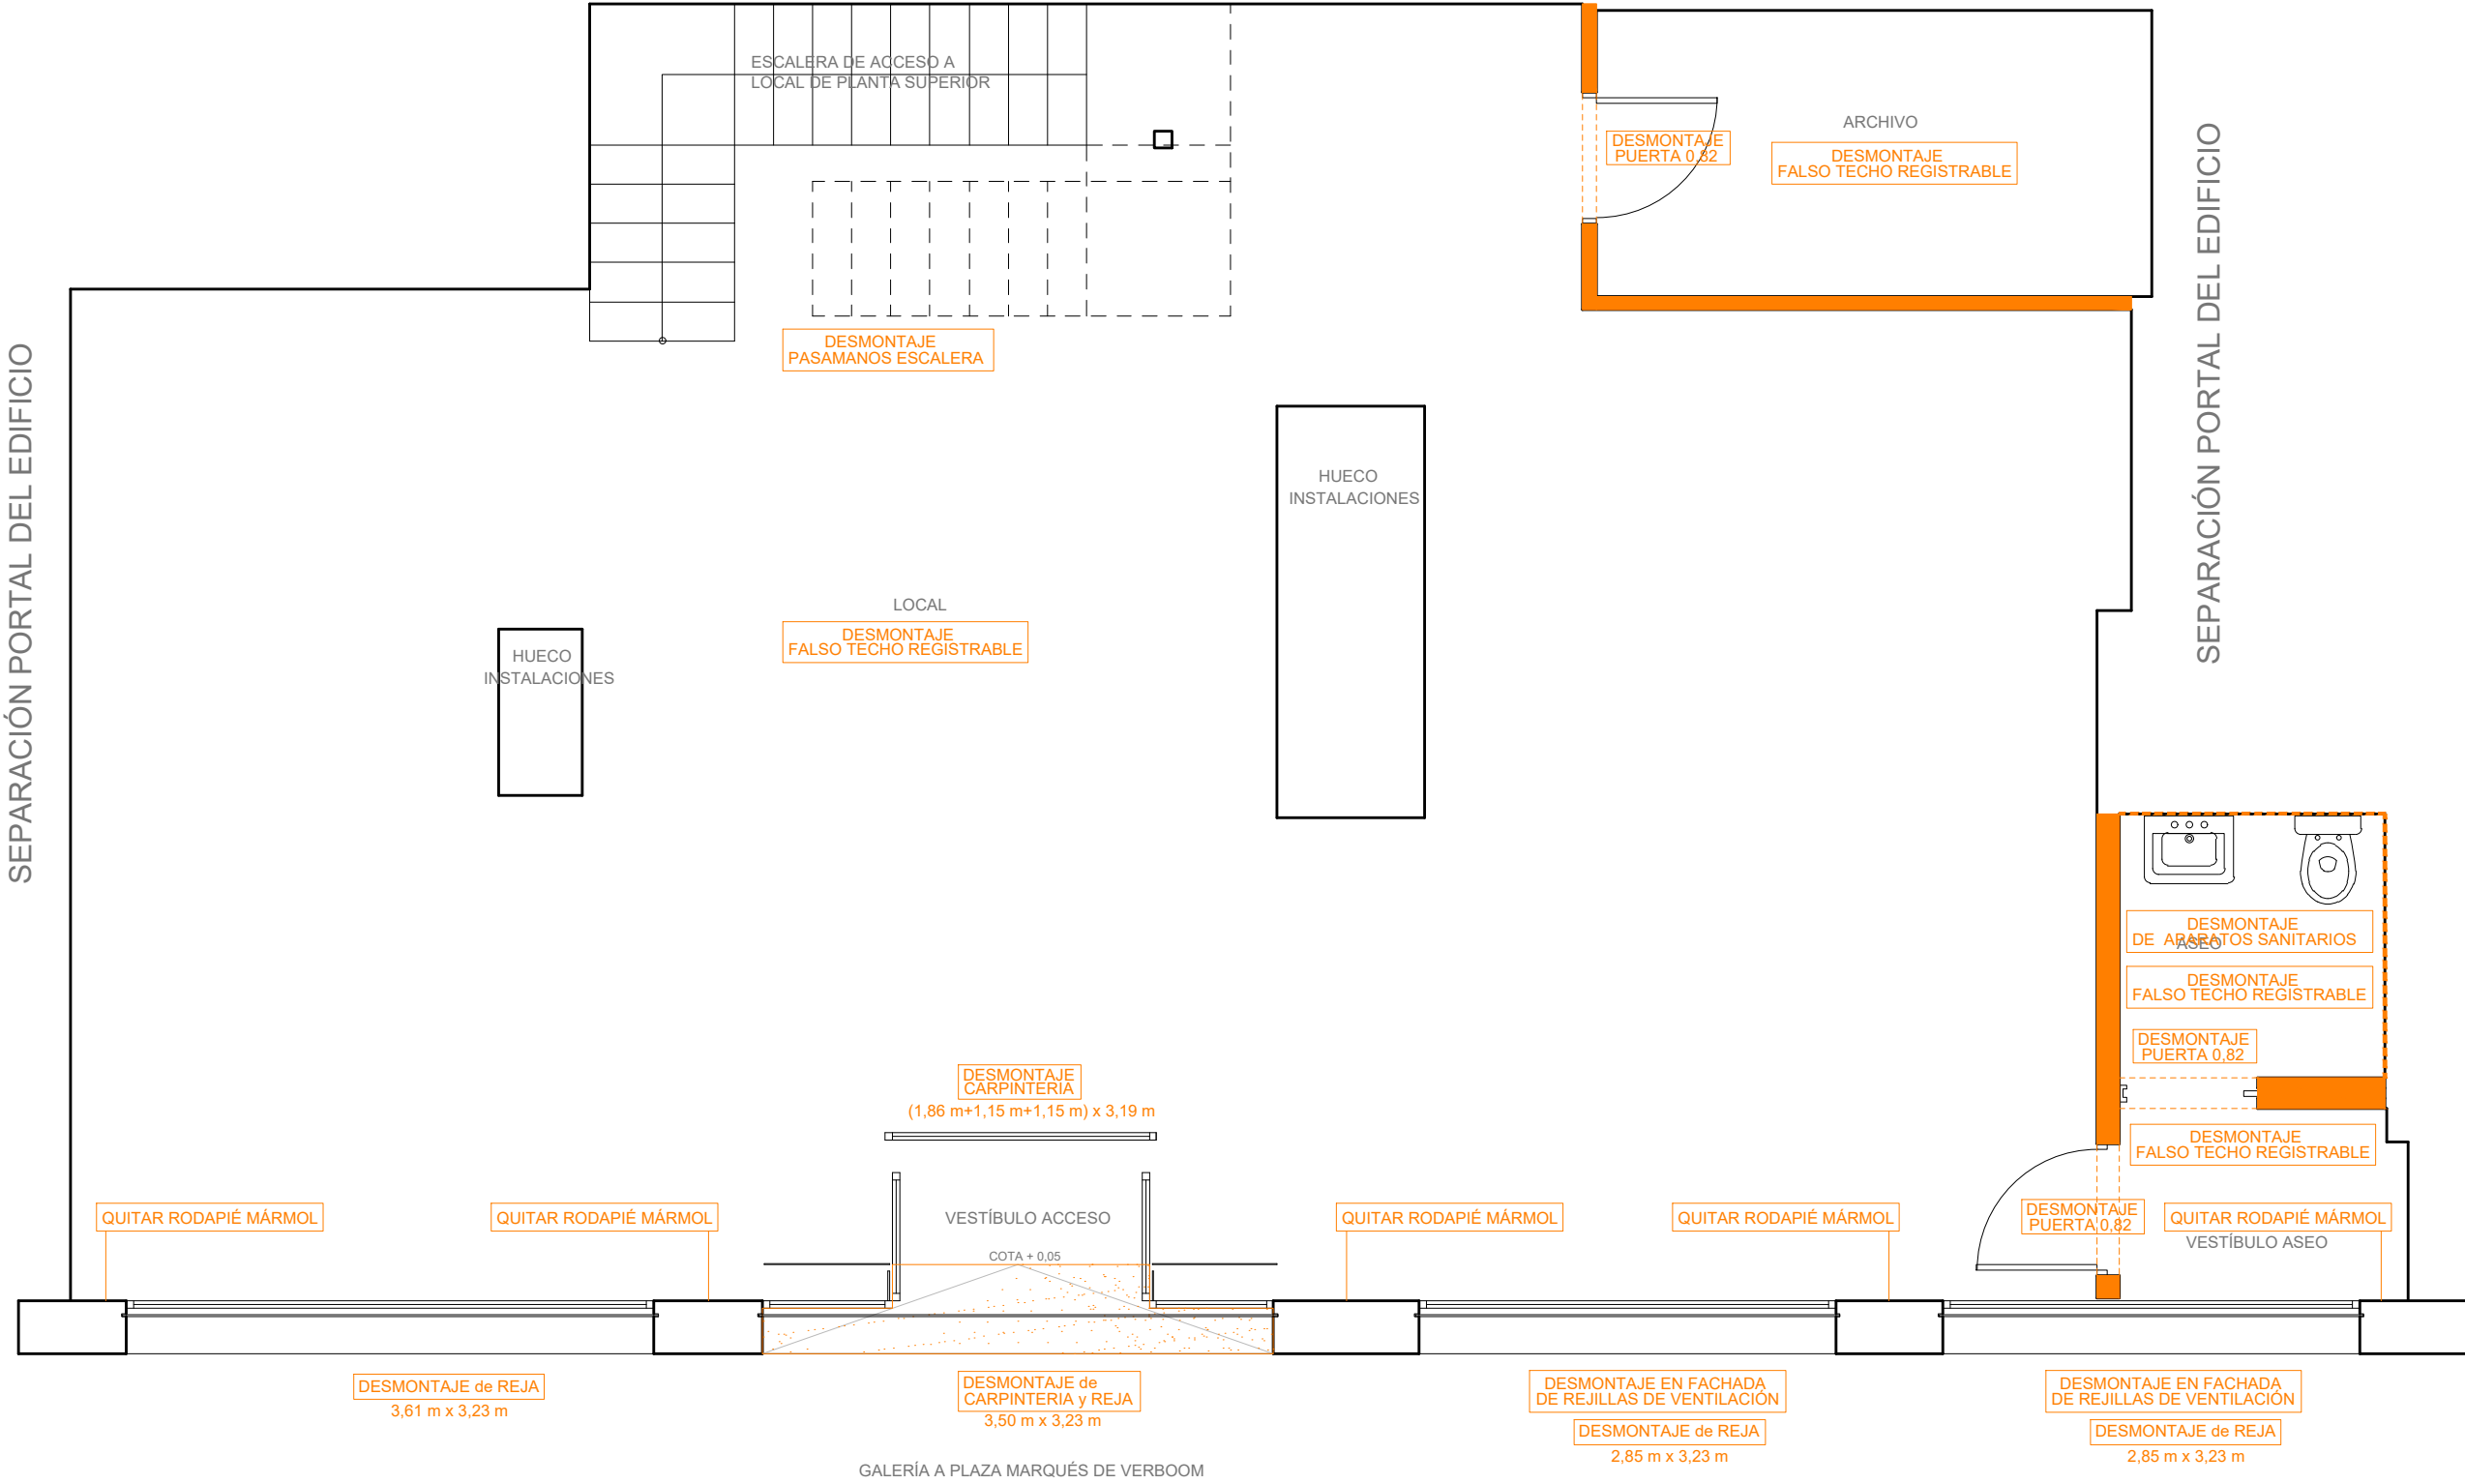 ESCALERA DE ACCESO A
LOCAL DE PLANTA SUPERIOR
DESMONTAJE
PUERTA 0,82
ARCHIVO
DESMONTAJE
FALSO TECHO REGISTRABLE
SEPARACIÓN PORTAL DEL EDIFICIO
SEPARACIÓN PORTAL DEL EDIFICIO
DESMONTAJE
PASAMANOS ESCALERA
HUECO
INSTALACIONES
LOCAL
DESMONTAJE
FALSO TECHO REGISTRABLE
HUECO
INSTALACIONES
DESMONTAJE
DE APARATOS SANITARIOS
ASEO
DESMONTAJE
FALSO TECHO REGISTRABLE
DESMONTAJE
PUERTA 0,82
DESMONTAJE
CARPINTERIA
(1,86 m+1,15 m+1,15 m) x 3,19 m
DESMONTAJE
FALSO TECHO REGISTRABLE
QUITAR RODAPIÉ MÁRMOL
QUITAR RODAPIÉ MÁRMOL
VESTÍBULO ACCESO
QUITAR RODAPIÉ MÁRMOL
QUITAR RODAPIÉ MÁRMOL
DESMONTAJE
PUERTA 0,82
QUITAR RODAPIÉ MÁRMOL
VESTÍBULO ASEO
COTA + 0,05
DESMONTAJE de REJA
3,61 m x 3,23 m
DESMONTAJE de
CARPINTERIA y REJA
3,50 m x 3,23 m
DESMONTAJE EN FACHADA
DE REJILLAS DE VENTILACIÓN
DESMONTAJE de REJA
2,85 m x 3,23 m
DESMONTAJE EN FACHADA
DE REJILLAS DE VENTILACIÓN
DESMONTAJE de REJA
2,85 m x 3,23 m
GALERÍA A PLAZA MARQUÉS DE VERBOOM